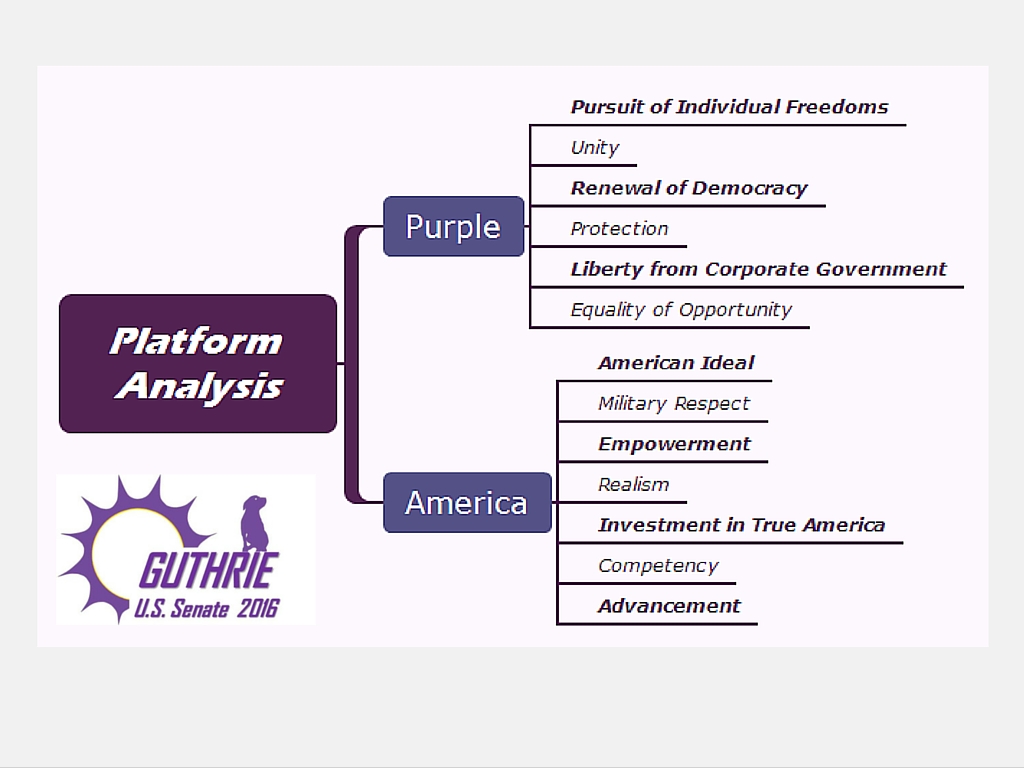 Platform
Analysis
Purple
Pursuit of Individual Freedoms
Unity
Renewal of Democracy
Protection
Liberty from Corporate Government
Equality of Opportunity
America
American Ideal
Military Respect
Empowerment
Realism
Investment in True America
Competency
Advancement
GUTHRIE
U.S. Senate 2016